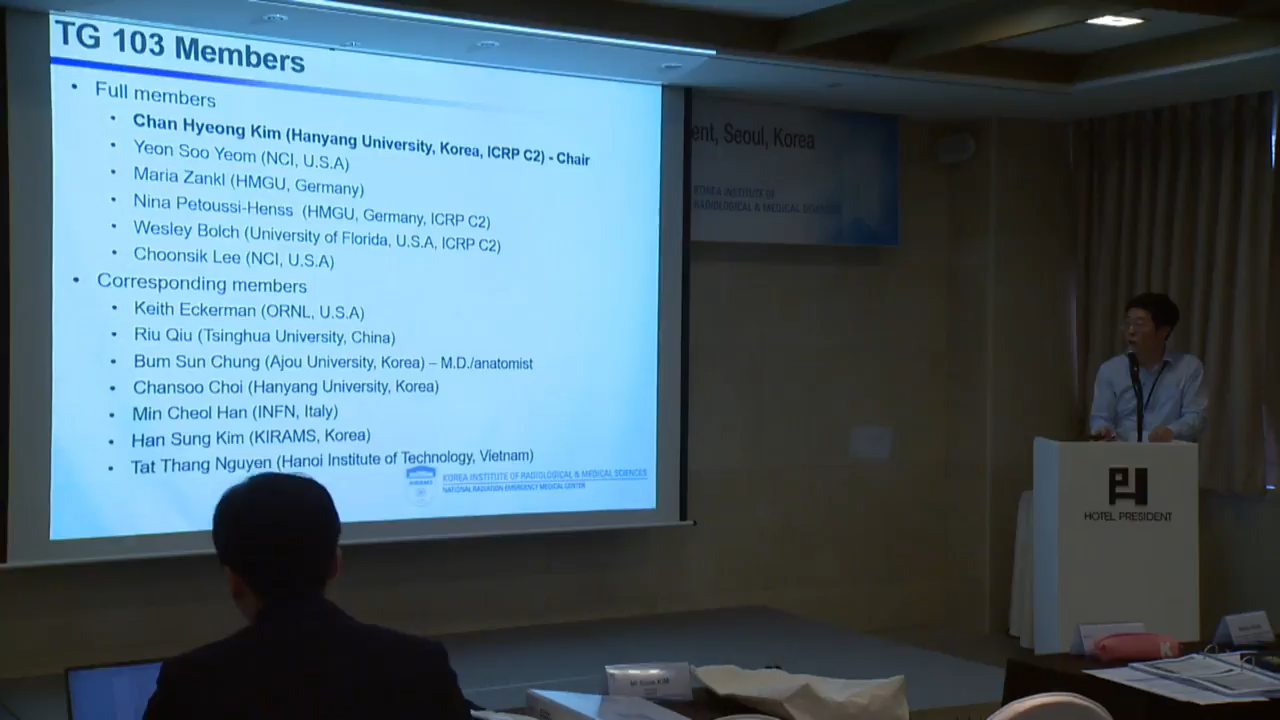 TG 103 Members
• Full members
• Chan Hyeong Kim (Hanyang University, Korea, ICRP C2) - Chair
• Yeon Soo Yeom (NCI, U.S.A)
• Maria Zankl (HMGU, Germany)
• Nina Petoussi-Henss (HMGU, Germany, ICRP C2)
• Wesley Bolch (University of Florida, U.S.A, ICRP C2)
• Choonsik Lee (NCI, U.S.A)
• Corresponding members
• Keith Eckerman (ORNL, U.S.A)
• Riu Qiu (Tsinghua University, China)
• Bum Sun Chung (Ajou University, Korea) – M.D./anatomist
• Chansoo Choi (Hanyang University, Korea)
• Min Cheol Han (INFN, Italy)
• Han Sung Kim (KIRAMS, Korea)
• Tat Thang Nguyen (Hanoi Institute of Technology, Vietnam)
KOREA INSTITUTE OF RADIOLOGICAL & MEDICAL SCIENCES
NATIONAL RADIATION EMERGENCY MEDICAL CENTER
ent, Seoul, Korea
KOREA INSTITUTE OF
RADIOLOGICAL & MEDICAL SCIENCES
HOTEL PRESIDENT